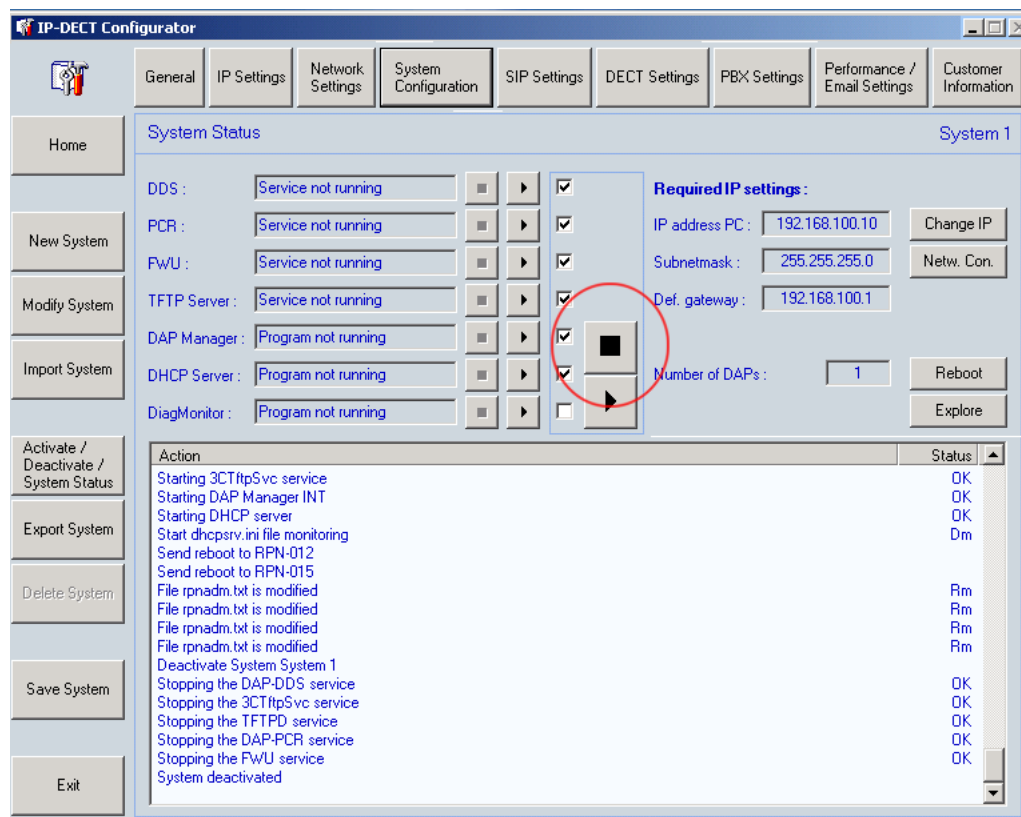 IP-DECT Configurator
General
IP Settings
Network
Settings
System
Configuration
SIP Settings
DECT Settings
PBX Settings
Performance /
Email Settings
Customer
Information
Home
New System
Modify System
Import System
Activate /
Deactivate /
System Status
Export System
Delete System
Save System
Exit
System Status
System 1
DDS :
Service not running
PCR :
Service not running
FWU :
Service not running
TFTP Server :
Service not running
DAP Manager :
Program not running
DHCP Server :
Program not running
DiagMonitor :
Program not running
Required IP settings :
IP address PC :
192.168.100.10
Change IP
Subnetmask :
255.255.255.0
Netw. Con.
Def. gateway :
192.168.100.1
Number of DAPs :
1
Reboot
Explore
Action Status
Starting 3CTftpSvc service OK
Starting DAP Manager INT OK
Starting DHCP server OK
Start dhcpsrv.ini file monitoring Dm
Send reboot to RPN-012
Send reboot to RPN-015
File rpnadm.txt is modified Rm
File rpnadm.txt is modified Rm
File rpnadm.txt is modified Rm
File rpnadm.txt is modified Rm
Deactivate System System 1
Stopping the DAP-DDS service OK
Stopping the 3CTftpSvc service OK
Stopping the TFTPD service OK
Stopping the DAP-PCR service OK
Stopping the FWU service OK
System deactivated